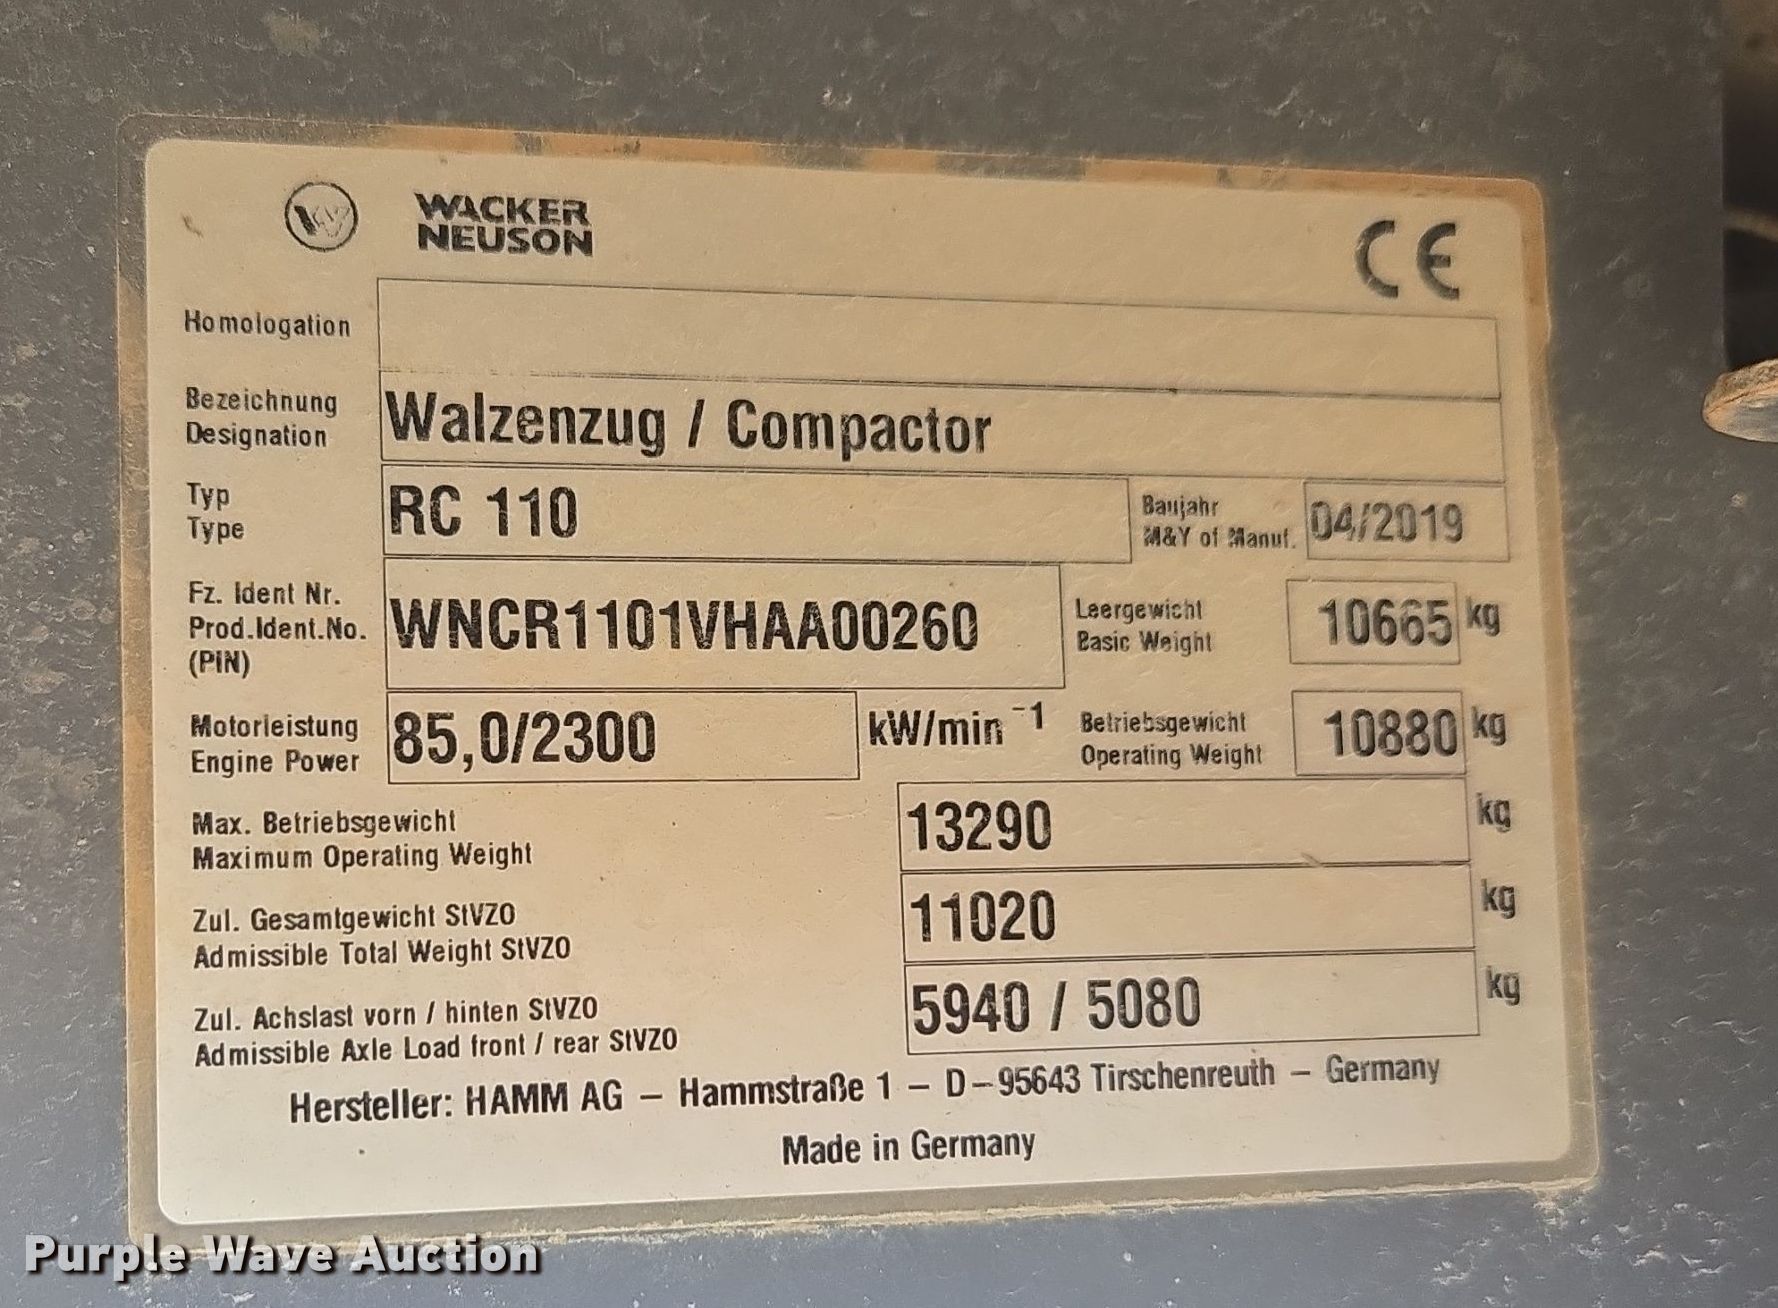 WACKER
NEUSON
CE
Homologation
Bezeichnung
Designation
Walzenzug / Compactor
Typ
Type
RC 110
Baujahr
M&Y of Manuf.
04/2019
Fz. Ident Nr.
Prod.Ident.No.
(PIN)
WNCR1101VHAA00260
Leergewicht
Basic Weight
10665 kg
Motorleistung
Engine Power
85,0/2300 kW/min⁻¹
Betriebsgewicht
Operating Weight
10880 kg
Max. Betriebsgewicht
Maximum Operating Weight
13290 kg
Zul. Gesamtgewicht StVZO
Admissible Total Weight StVZO
11020 kg
Zul. Achslast vorn / hinten StVZO
Admissible Axle Load front / rear StVZO
5940 / 5080 kg
Hersteller: HAMM AG – Hammstraße 1 – D–95643 Tirschenreuth – Germany
Made in Germany
Purple Wave Auction